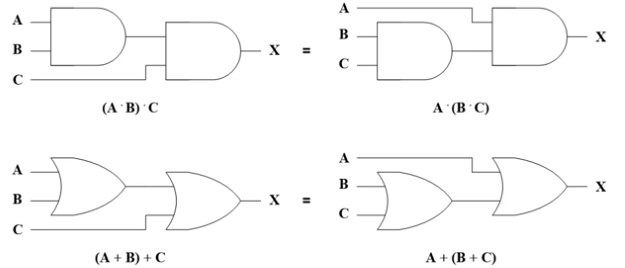 A
B
C
X
=
A
B
C
X
(A · B) · C
A · (B · C)
A
B
C
X
=
A
B
C
X
(A + B) + C
A + (B + C)